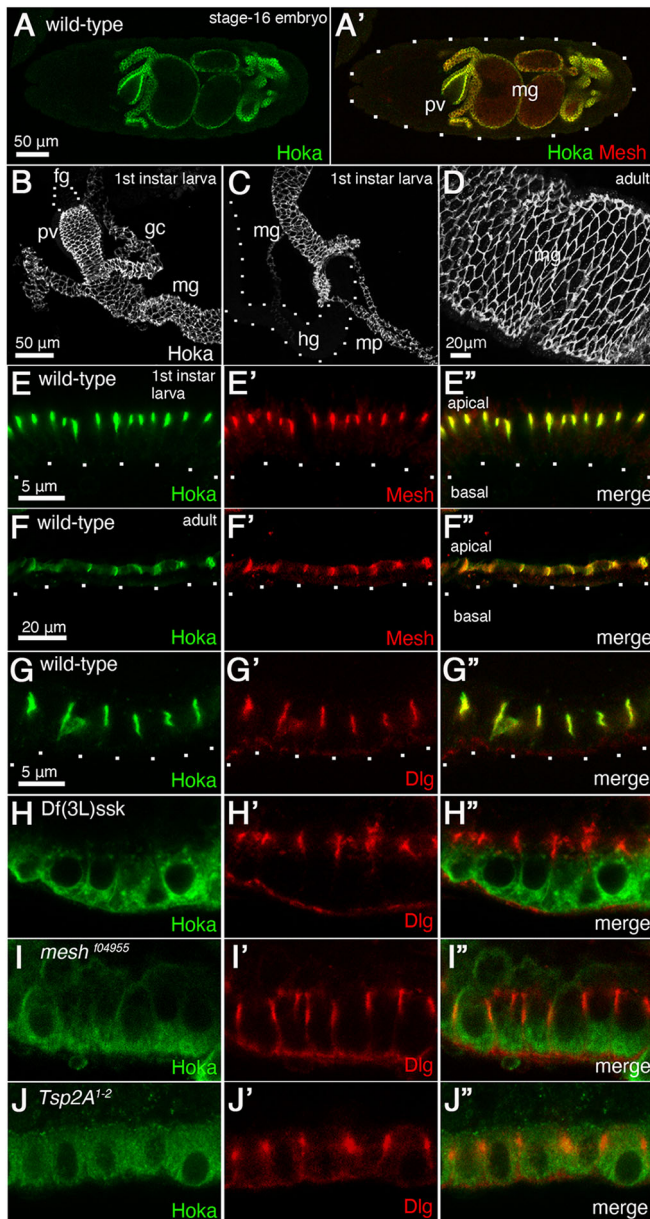 A wild-type stage-16 embryo
50 µm Hoka
A’
pv mg
Hoka Mesh
B 1st instar larva
fg
pv gc
mg
50 µm Hoka
C 1st instar larva
mg
hg mp
D adult
mg
20µm
E wild-type 1st instar larva
5 µm Hoka
E’
Mesh
E”
apical
basal merge
F wild-type adult
20 µm Hoka
F’
Mesh
F”
apical
basal
merge
G wild-type
5 µm Hoka
G’
Dlg
G”
merge
H Df(3L)ssk
Hoka
H’
Dlg
H”
merge
I mesh f04955
Hoka
I’
Dlg
I”
merge
J Tsp2A1-2
Hoka
J’
Dlg
J”
merge